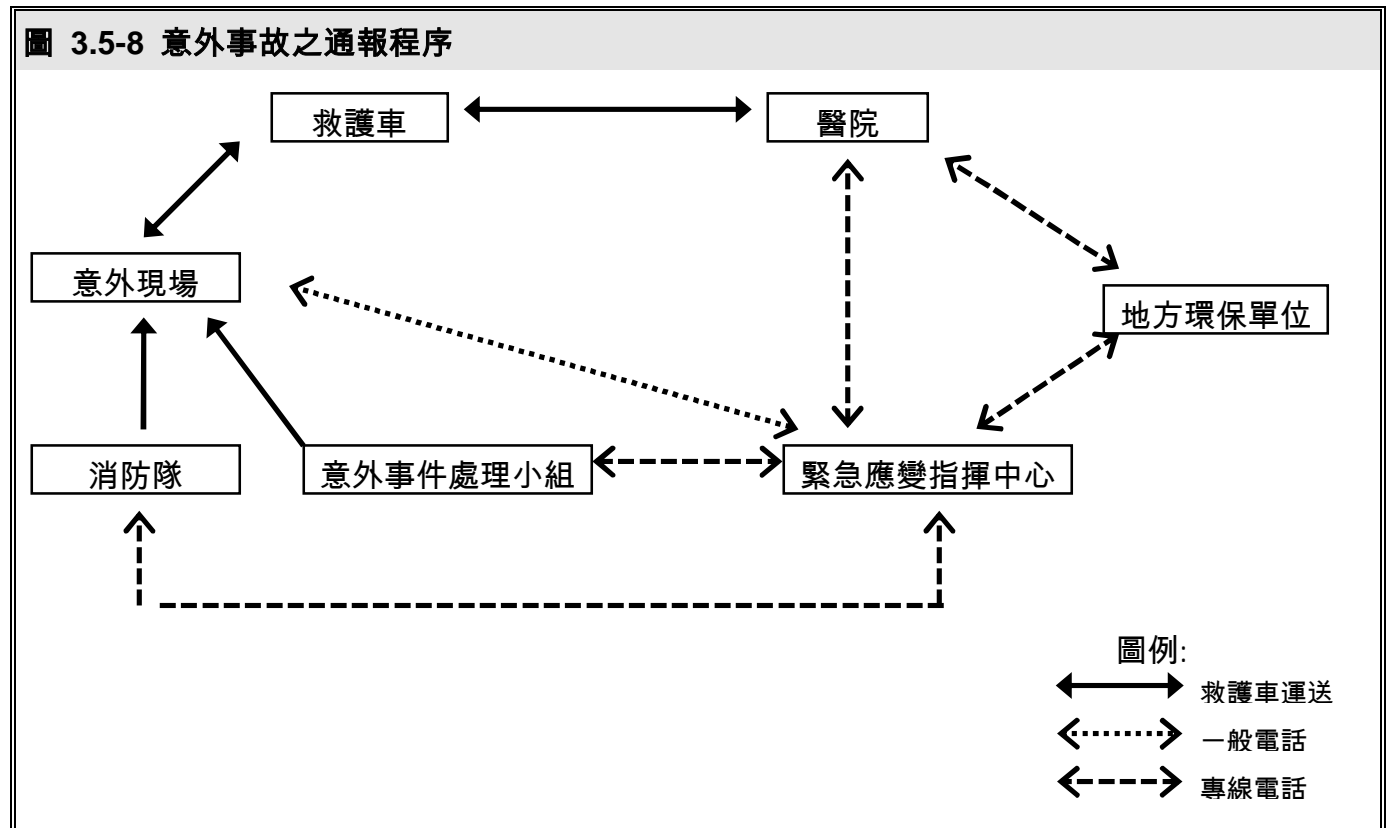 圖 3.5-8 意外事故之通報程序
救護車
醫院
意外現場
地方環保單位
消防隊
意外事件處理小組
緊急應變指揮中心
圖例:
救護車運送
一般電話
專線電話